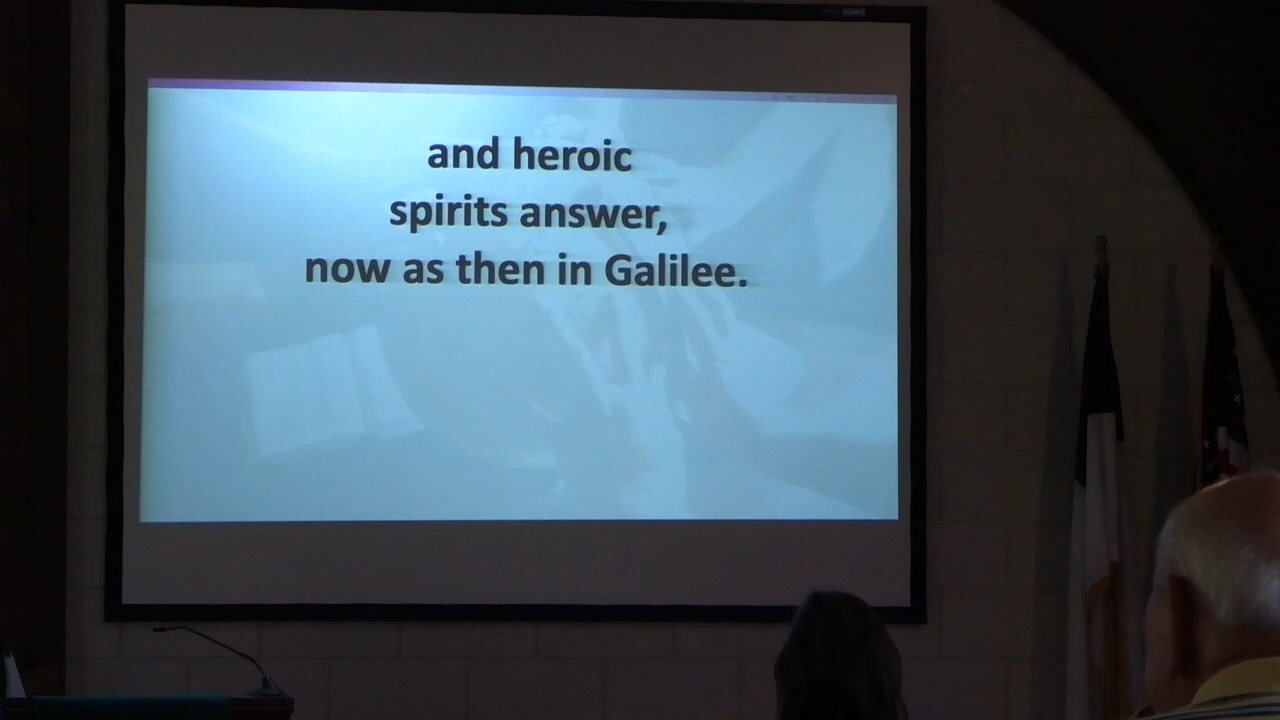 and heroic
spirits answer,
now as then in Galilee.